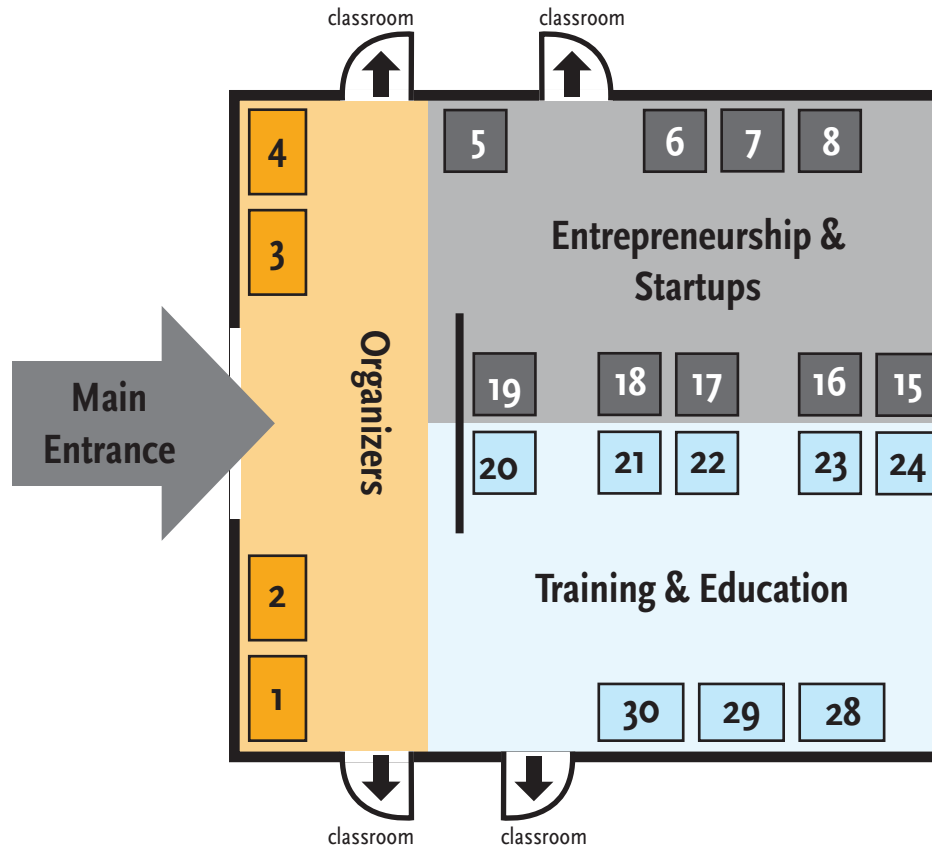 classroom
classroom
4
5
6
7
8
3
Entrepreneurship &
Startups
Organizers
Main
Entrance
19
18
17
16
15
20
21
22
23
24
2
Training & Education
1
30
29
28
classroom
classroom